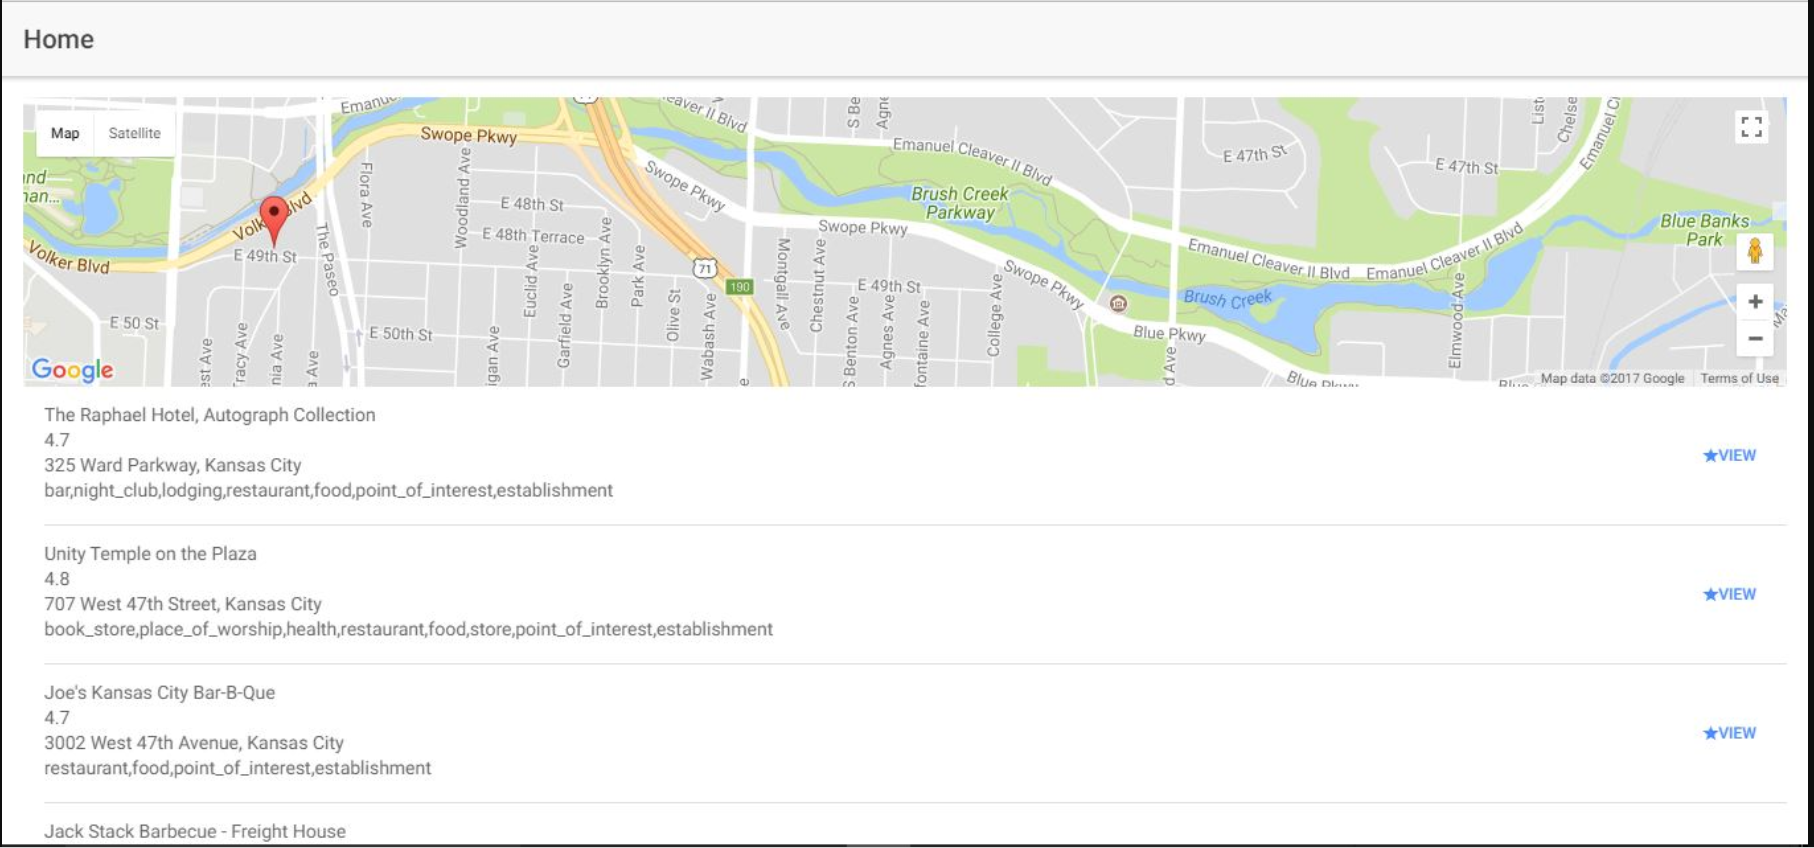 Home
Map
Satellite
Swope Pkwy
Emanuel Cleaver II Blvd
E 47th St
E 47th St
Flora Ave
Woodland Ave
E 48th St
E 48th Terrace
Swope Pkwy
Brush Creek
Parkway
Swope Pkwy
Blue Banks
Park
Volker Blvd
E 49th St
The Paseo
Euclid Ave
Brooklyn Ave
Park Ave
71
190
Montgall Ave
Chestnut Ave
E 49th St
Swope Pkwy
Emanuel Cleaver II Blvd
Emanuel Cleaver II Blvd
Brush Creek
Elmwood Ave
E 50 St
E 50th St
Garfield Ave
Olive St
Wabash Ave
S Benton Ave
Agnes Ave
College Ave
Blue Pkwy
Google
Map data ©2017 Google
Terms of Use
The Raphael Hotel, Autograph Collection
4.7
325 Ward Parkway, Kansas City
bar,night_club,lodging,restaurant,food,point_of_interest,establishment
★VIEW
Unity Temple on the Plaza
4.8
707 West 47th Street, Kansas City
book_store,place_of_worship,health,restaurant,food,store,point_of_interest,establishment
★VIEW
Joe's Kansas City Bar-B-Que
4.7
3002 West 47th Avenue, Kansas City
restaurant,food,point_of_interest,establishment
★VIEW
Jack Stack Barbecue - Freight House